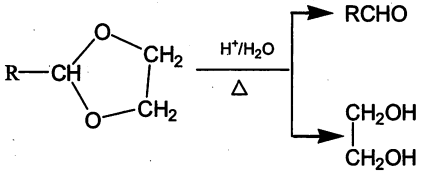 RCHO
O
CH₂
H⁺/H₂O
R—CH
△
CH₂
O
CH₂OH
CH₂OH